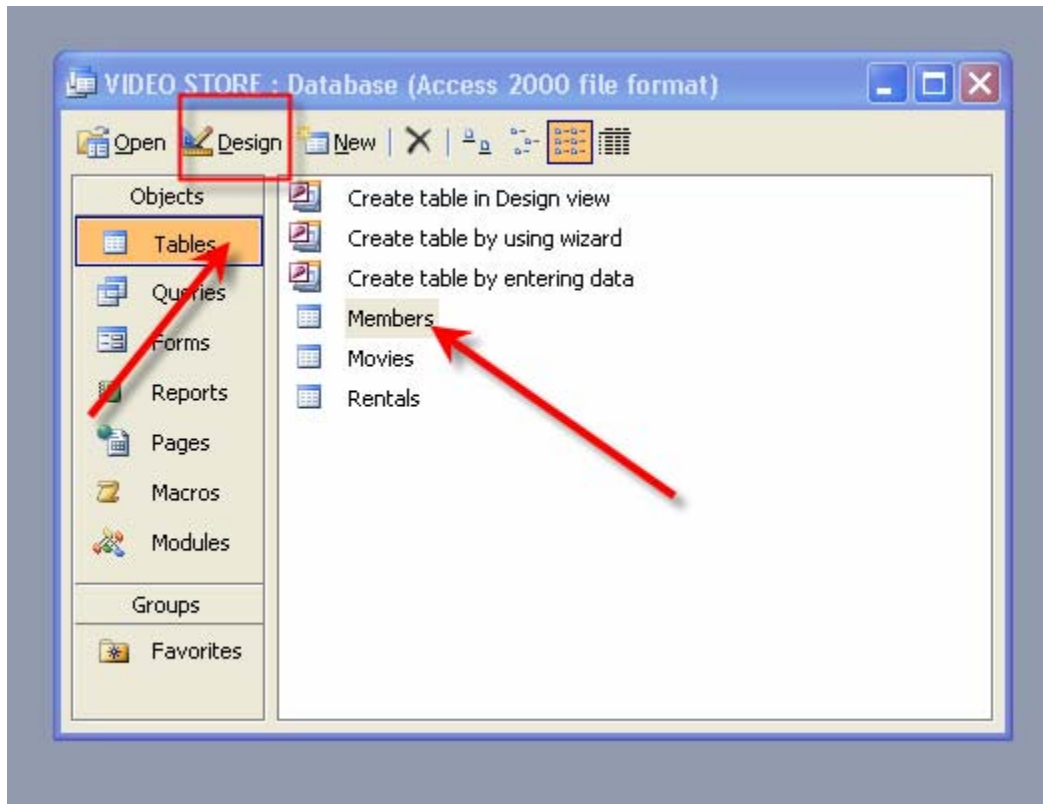 VIDEO STORE : Database (Access 2000 file format)
Open Design New
Objects
Tables
Queries
Forms
Reports
Pages
Macros
Modules
Groups
Favorites
Create table in Design view
Create table by using wizard
Create table by entering data
Members
Movies
Rentals